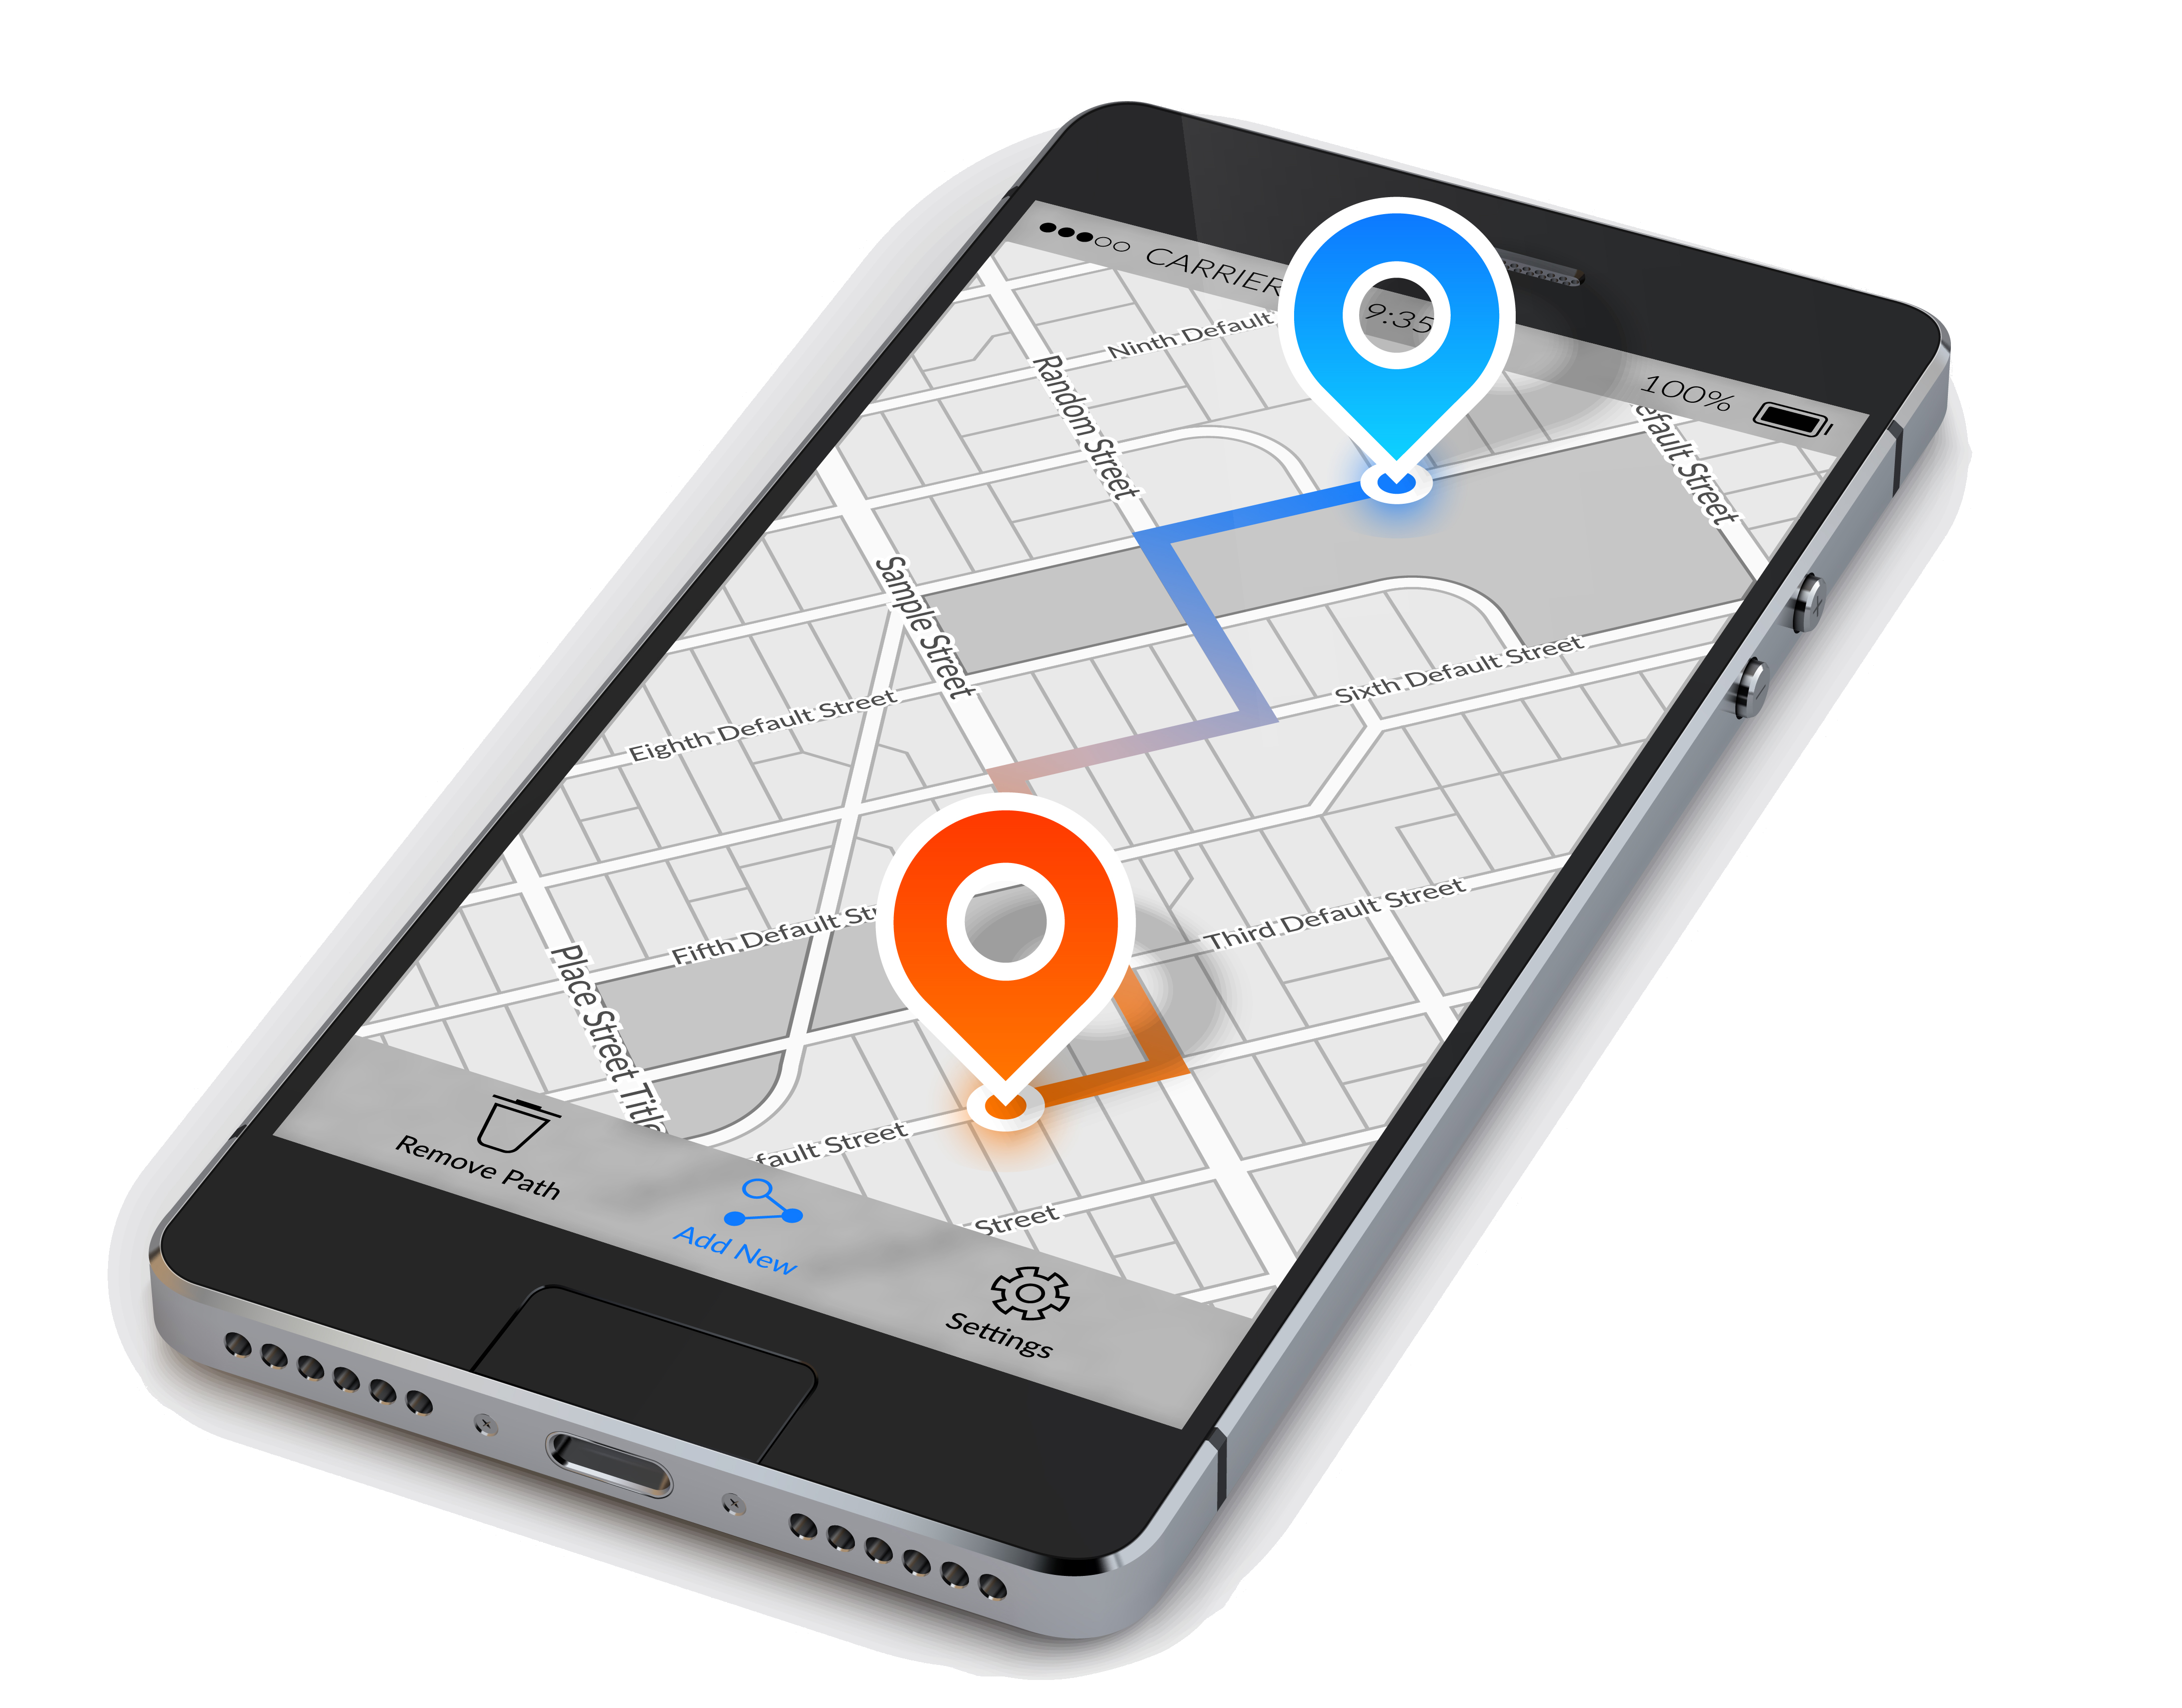 CARRIER
9:35
100%
Ninth Default
Random Street
efault Street
Sample Street
Sixth Default Street
Eighth Default Street
Third Default Street
Fifth Default Str
Place Street Title
fault Street
Street
Remove Path
Add New
Settings